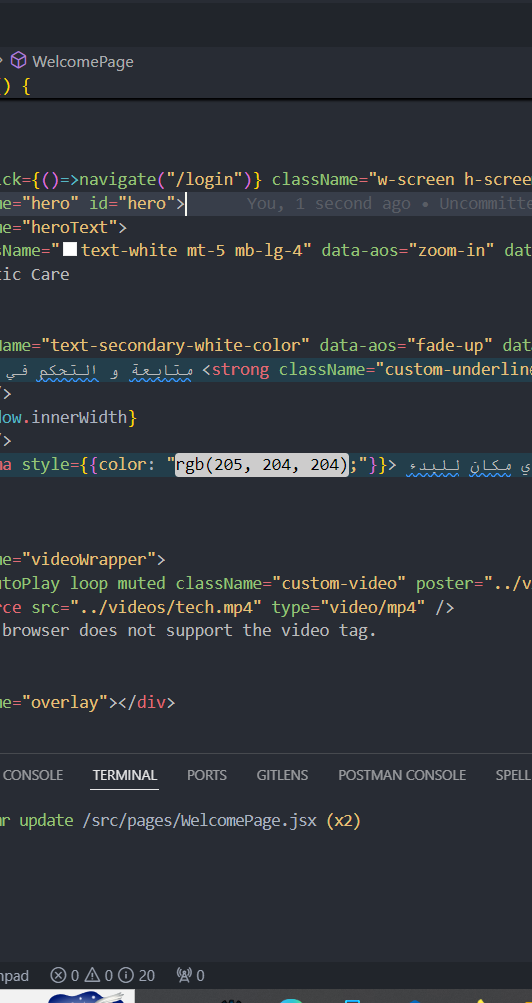 WelcomePage
() {
ick={()=>navigate("/login")} className="w-screen h-scree
me="hero" id="hero"> You, 1 second ago • Uncommitte
me="heroText">
sName="text-white mt-5 mb-lg-4" data-aos="zoom-in" dat
tic Care
Name="text-secondary-white-color" data-aos="fade-up" dat
متابعة و التحكم في <strong className="custom-underlin
/>
dow.innerWidth}
/>
ma style={{color: "rgb(205, 204, 204);"}}> ي مكان للبدء
me="videoWrapper">
utoPlay loop muted className="custom-video" poster="../v
rce src="../videos/tech.mp4" type="video/mp4" />
browser does not support the video tag.
me="overlay"></div>
CONSOLE TERMINAL PORTS GITLENS POSTMAN CONSOLE SPELL
mr update /src/pages/WelcomePage.jsx (x2)
npad 0 0 20 0